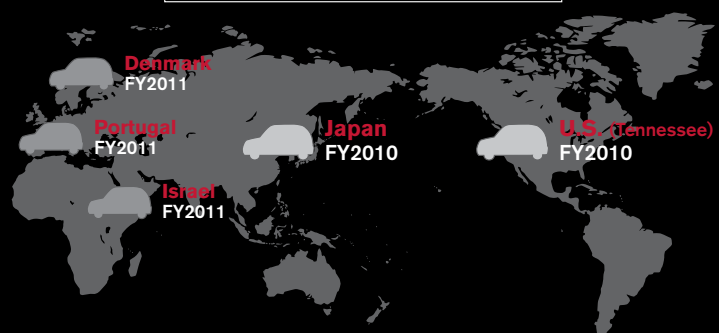 Denmark
FY2011
Portugal
FY2011
Japan
FY2010
U.S. (Tennessee)
FY2010
Israel
FY2011